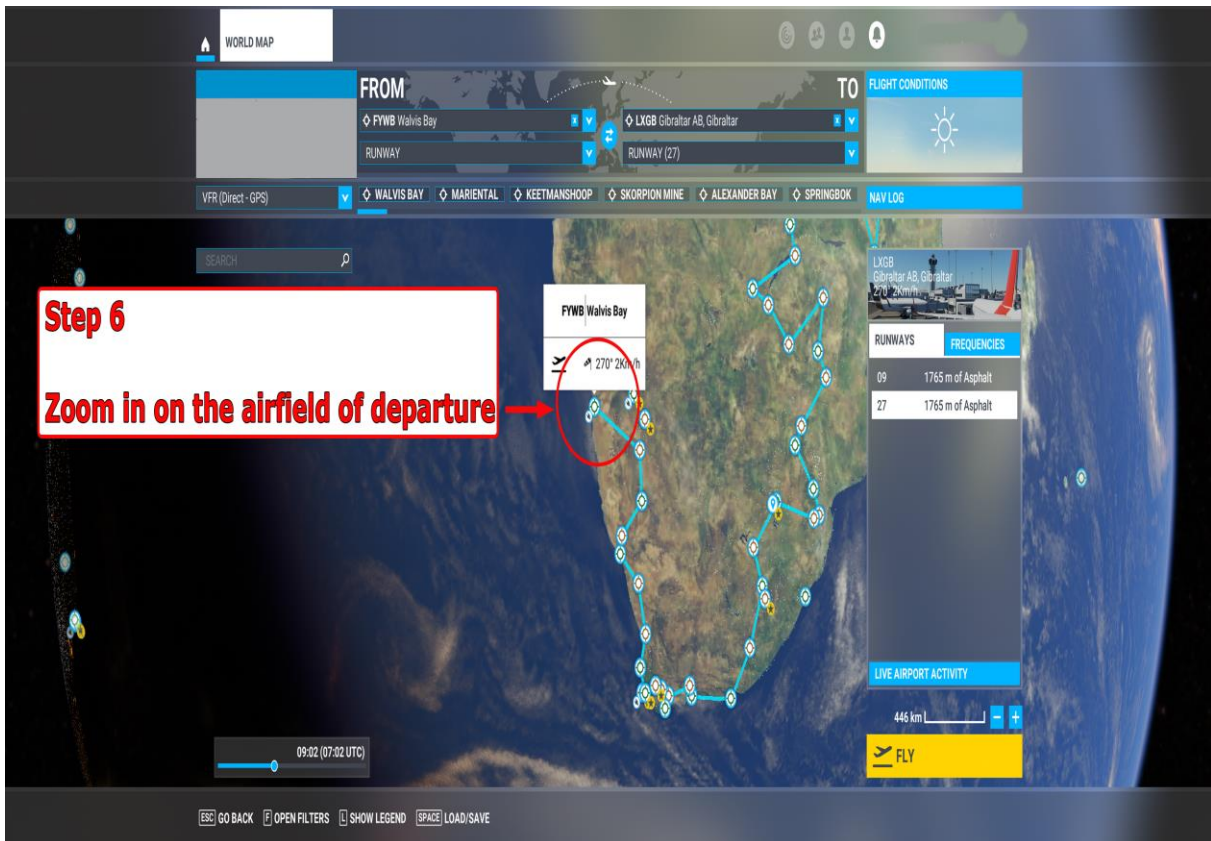 WORLD MAP
FROM
TO
FYWB Walvis Bay
x
LXGB Gibraltar AB, Gibraltar
x
RUNWAY
RUNWAY (27)
FLIGHT CONDITIONS
VFR (Direct - GPS)
WALVIS BAY
MARIENTAL
KEETMANSHOOP
SKORPION MINE
ALEXANDER BAY
SPRINGBOK
NAV LOG
SEARCH
Step 6
Zoom in on the airfield of departure
FYWB Walvis Bay
270° 2Km/h
LXGB
Gibraltar AB, Gibraltar
270° 2Km/h
RUNWAYS
FREQUENCIES
09 1765 m of Asphalt
27 1765 m of Asphalt
LIVE AIRPORT ACTIVITY
446 km
- +
FLY
09:02 (07:02 UTC)
ESC GO BACK F OPEN FILTERS L SHOW LEGEND SPACE LOAD/SAVE